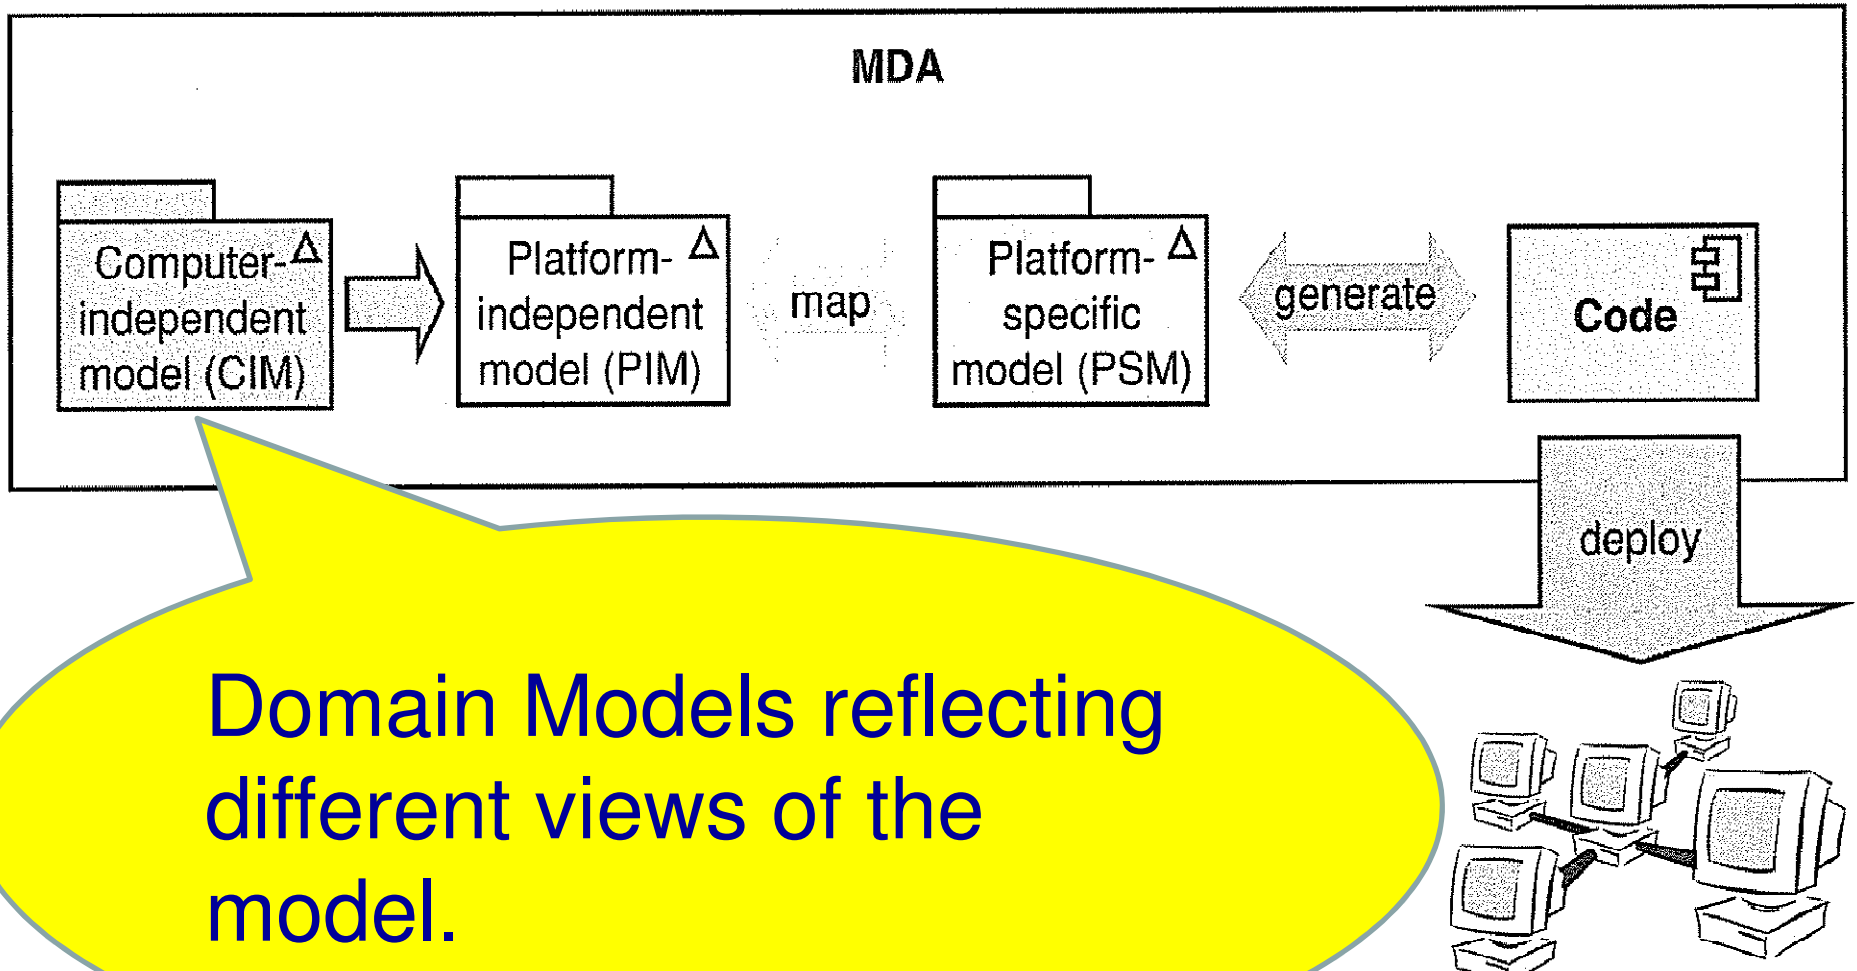 MDA
Computer-
independent
model (CIM)
Platform-
independent
model (PIM)
map
Platform-
specific
model (PSM)
generate
Code
deploy
Domain Models reflecting
different views of the
model.